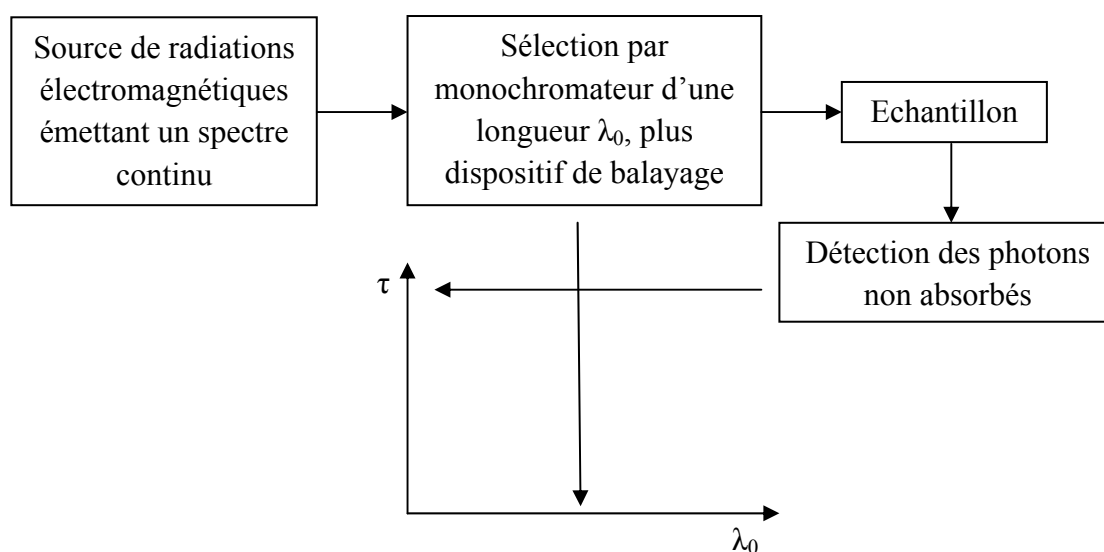 Source de radiations
électromagnétiques
émettant un spectre
continu
Sélection par
monochromateur d’une
longueur λ₀, plus
dispositif de balayage
Echantillon
Détection des photons
non absorbés
τ
λ₀